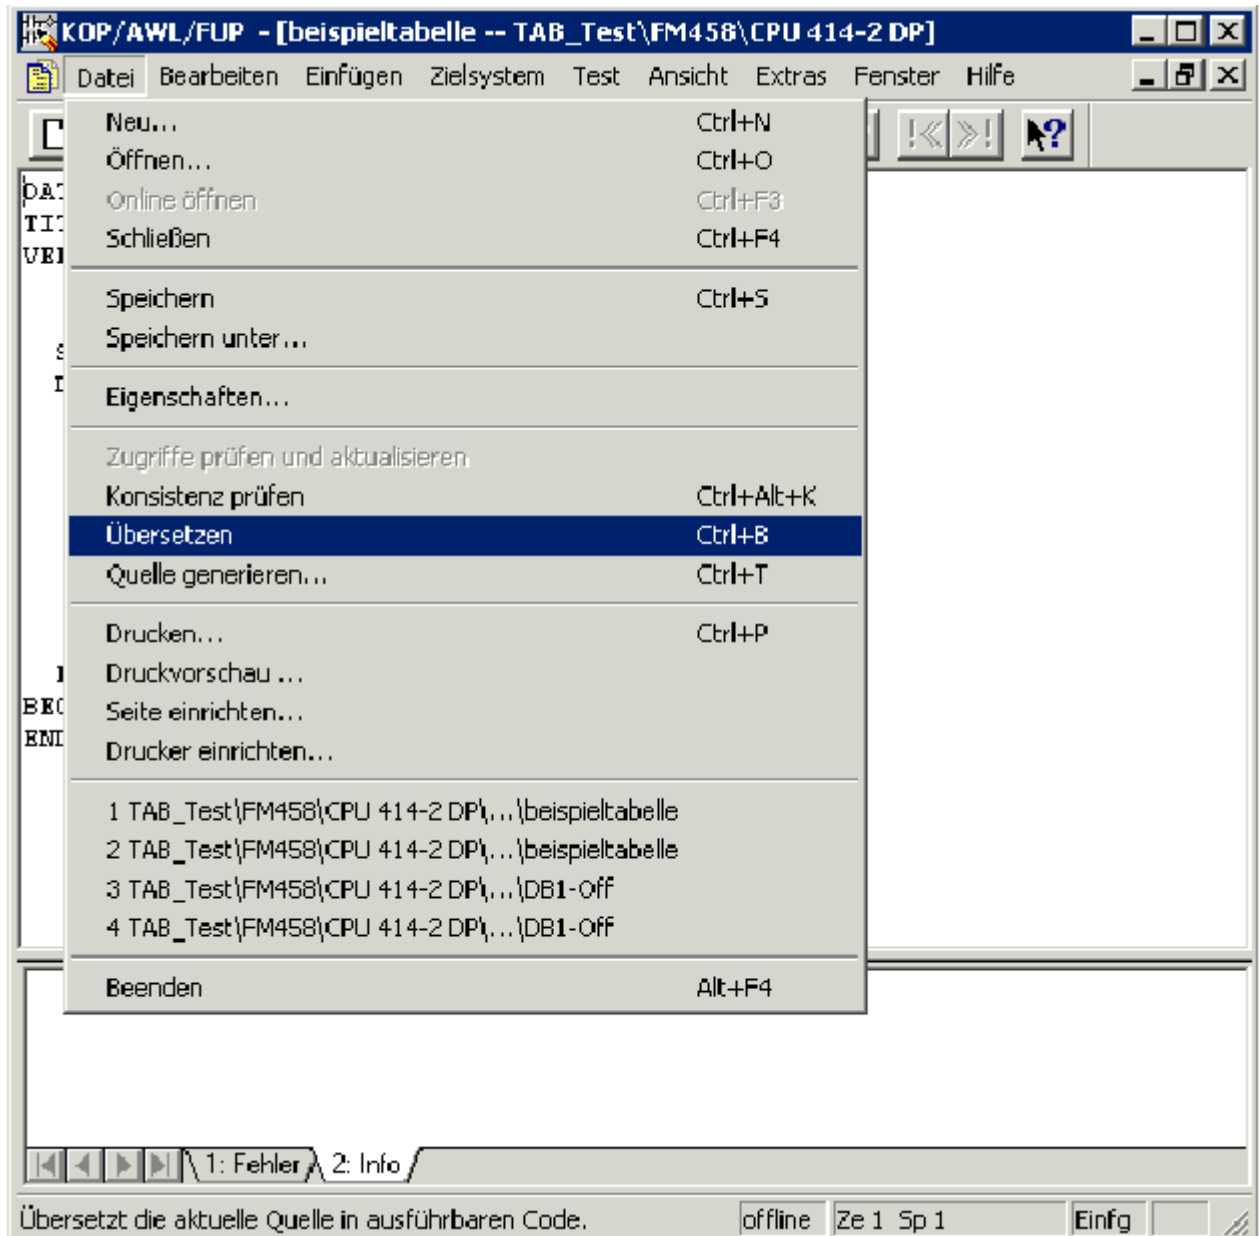 KOP/AWL/FUP - [beispieltabelle -- TAB_Test\FM458\CPU 414-2 DP]
Datei Bearbeiten Einfügen Zielsystem Test Ansicht Extras Fenster Hilfe
Neu... Ctrl+N
Öffnen... Ctrl+O
Online öffnen Ctrl+F3
Schließen Ctrl+F4
Speichern Ctrl+S
Speichern unter...
Eigenschaften...
Zugriffe prüfen und aktualisieren
Konsistenz prüfen Ctrl+Alt+K
Übersetzen Ctrl+B
Quelle generieren... Ctrl+T
Drucken... Ctrl+P
Druckvorschau ...
Seite einrichten...
Drucker einrichten...
1 TAB_Test\FM458\CPU 414-2 DP\...\beispieltabelle
2 TAB_Test\FM458\CPU 414-2 DP\...\beispieltabelle
3 TAB_Test\FM458\CPU 414-2 DP\...\DB1-Off
4 TAB_Test\FM458\CPU 414-2 DP\...\DB1-Off
Beenden Alt+F4
1: Fehler 2: Info
Übersetzt die aktuelle Quelle in ausführbaren Code. offline Ze 1 Sp 1 Einfg